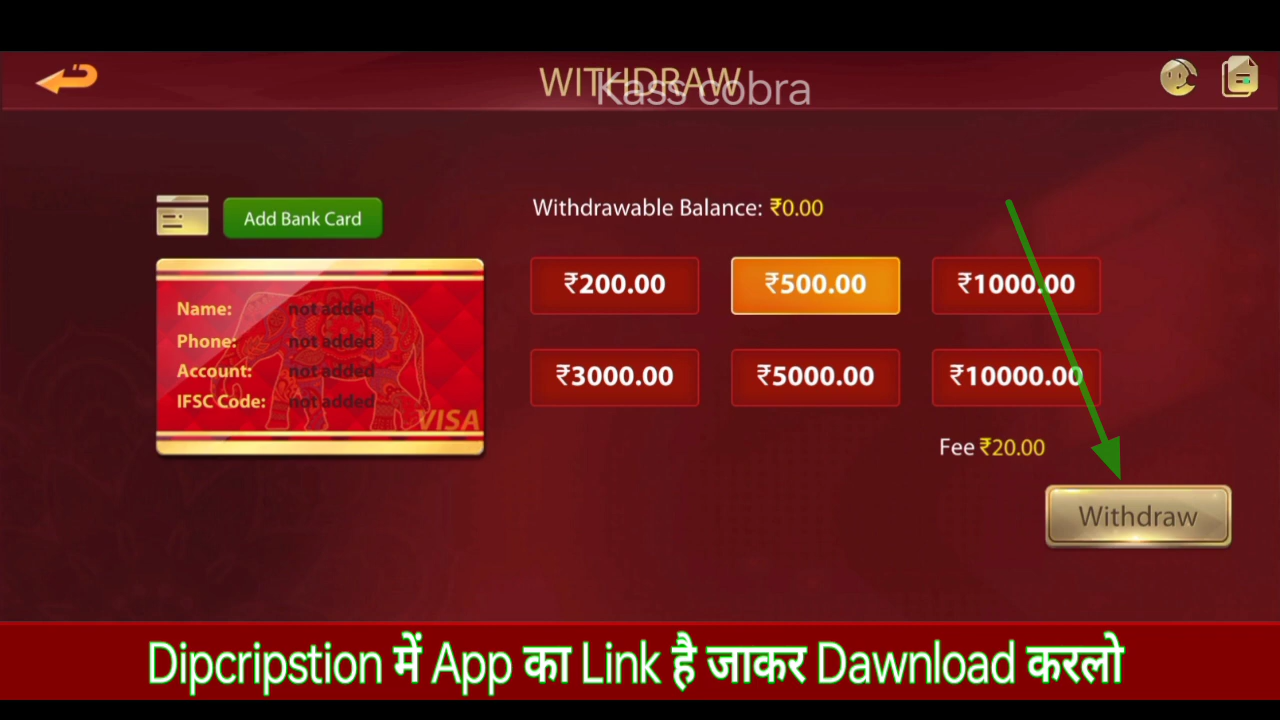 WITHDRAW
Kass cobra
Add Bank Card
Withdrawable Balance: ₹0.00
₹200.00 ₹500.00 ₹1000.00
Name: not added
Phone: not added
Account: not added
IFSC Code: not added
VISA
₹3000.00 ₹5000.00 ₹10000.00
Fee ₹20.00
Withdraw
Dipcripstion में App का Link है जाकर Dawnload करलो